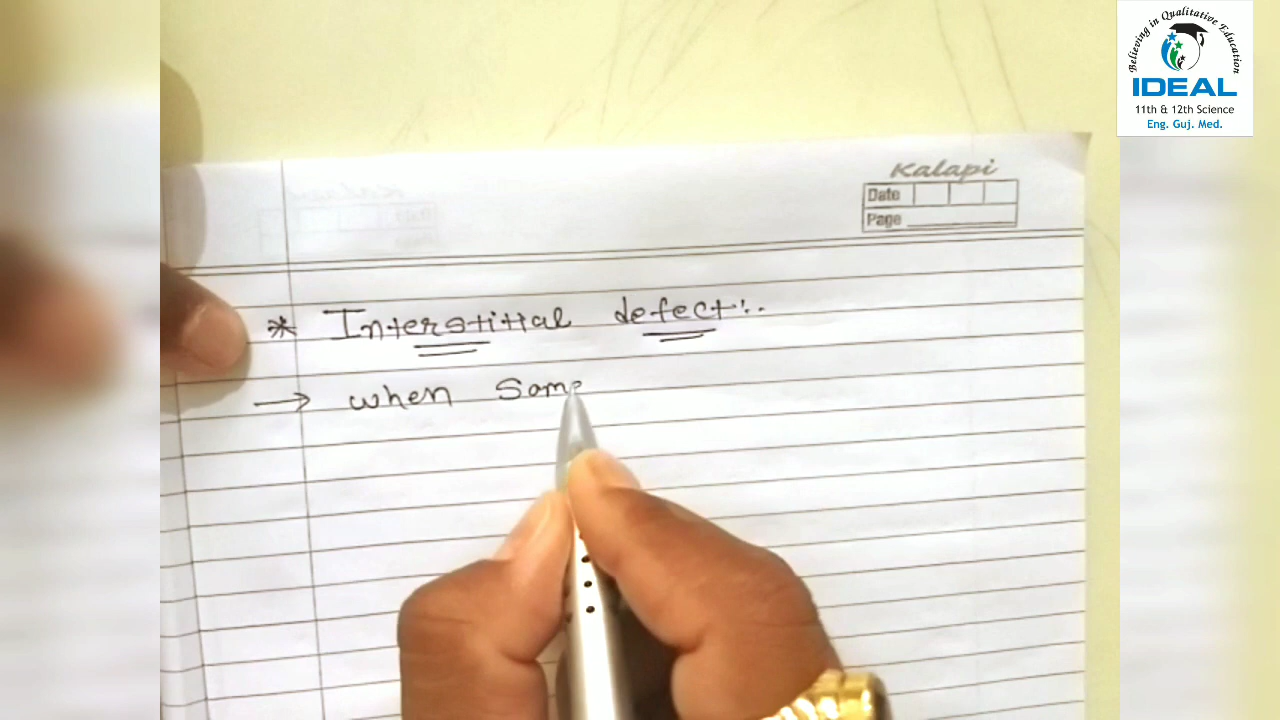 Believing in Qualitative Education
IDEAL
11th & 12th Science
Eng. Guj. Med.
Kalapi
Date
Page
* Interstitial defect :.
→ when Some